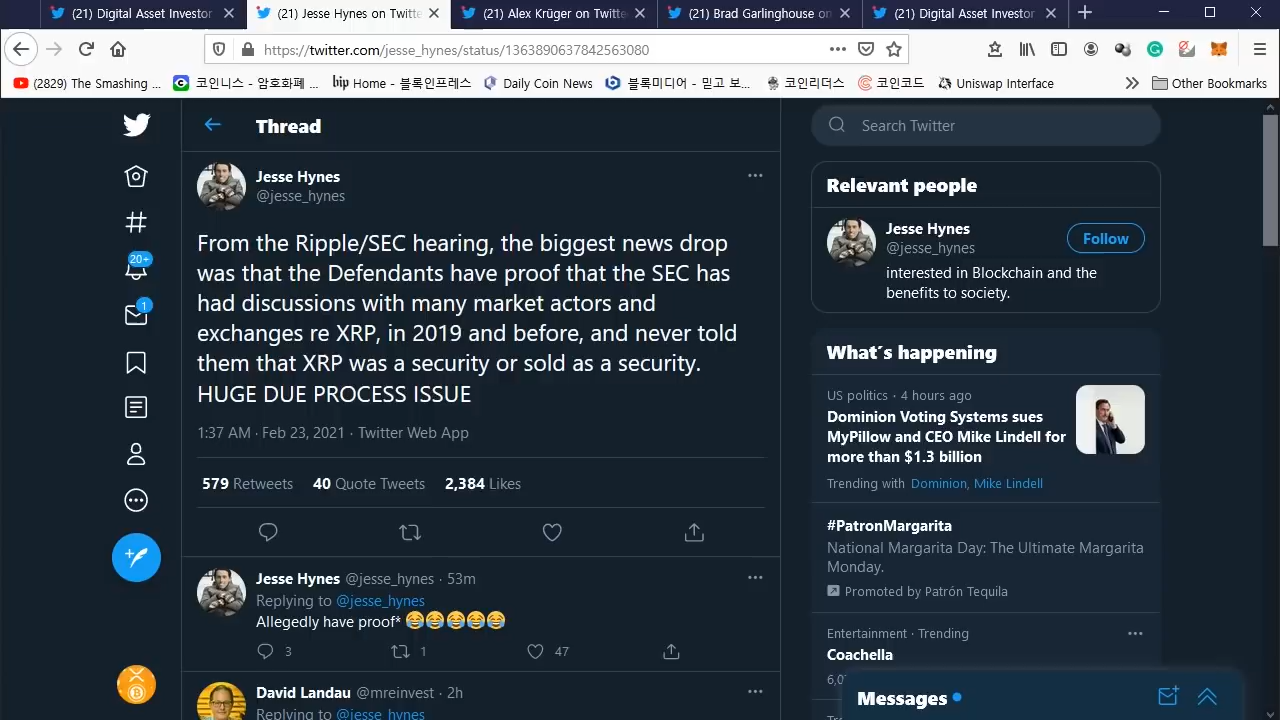 (21) Digital Asset Investor
(21) Jesse Hynes on Twitte
(21) Alex Krüger on Twitte
(21) Brad Garlinghouse on
(21) Digital Asset Investor
https://twitter.com/jesse_hynes/status/1363890637842563080
(2829) The Smashing ...
코인니스 - 암호화폐 ...
bip Home - 블록인프레스
Daily Coin News
블록미디어 - 믿고 보...
코인리더스
코인코드
Uniswap Interface
Other Bookmarks
Thread
Jesse Hynes
@jesse_hynes
From the Ripple/SEC hearing, the biggest news drop
was that the Defendants have proof that the SEC has
had discussions with many market actors and
exchanges re XRP, in 2019 and before, and never told
them that XRP was a security or sold as a security.
HUGE DUE PROCESS ISSUE
1:37 AM · Feb 23, 2021 · Twitter Web App
579 Retweets 40 Quote Tweets 2,384 Likes
Jesse Hynes @jesse_hynes · 53m
Replying to @jesse_hynes
Allegedly have proof* 😂😂😂😂😂
3 1 47
David Landau @mreinvest · 2h
Replying to @jesse_hynes
20+
1
Search Twitter
Relevant people
Jesse Hynes
@jesse_hynes
Follow
interested in Blockchain and the
benefits to society.
What's happening
US politics · 4 hours ago
Dominion Voting Systems sues
MyPillow and CEO Mike Lindell for
more than $1.3 billion
Trending with Dominion, Mike Lindell
#PatronMargarita
National Margarita Day: The Ultimate Margarita
Monday.
Promoted by Patrón Tequila
Entertainment · Trending
Coachella
Messages